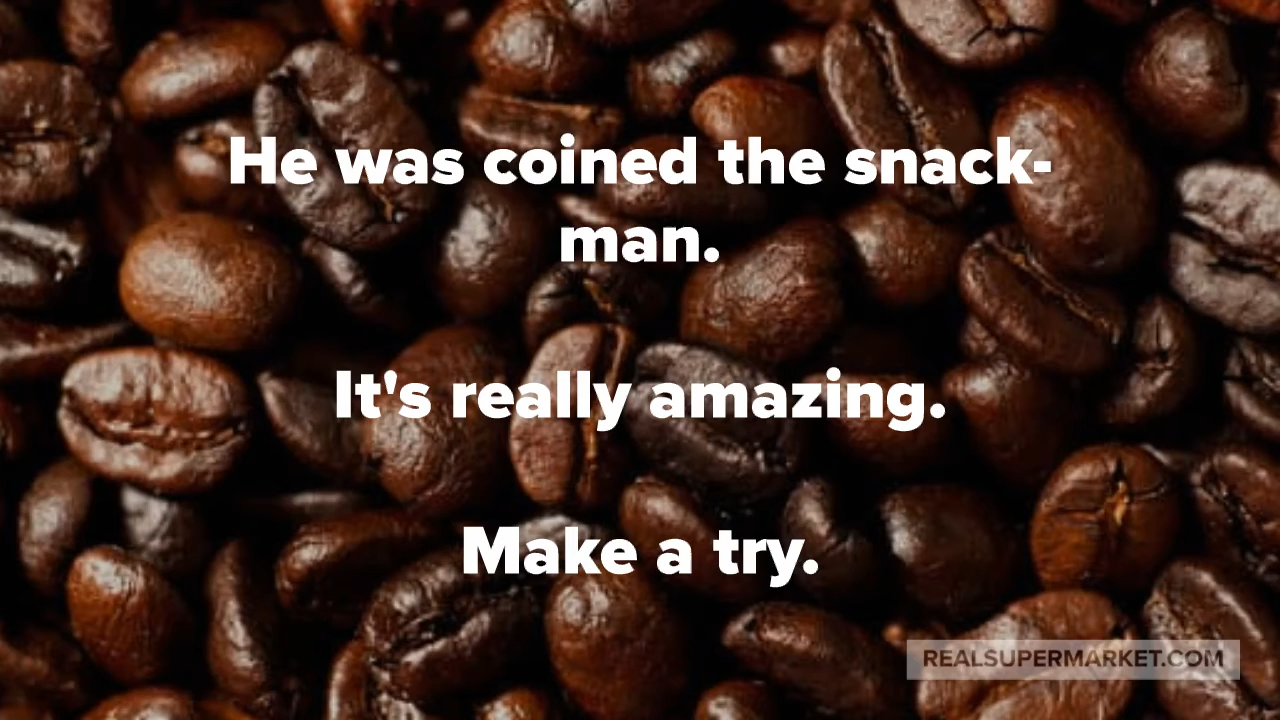 He was coined the snack-
man.
It's really amazing.
Make a try.
REALSUPERMARKET.COM